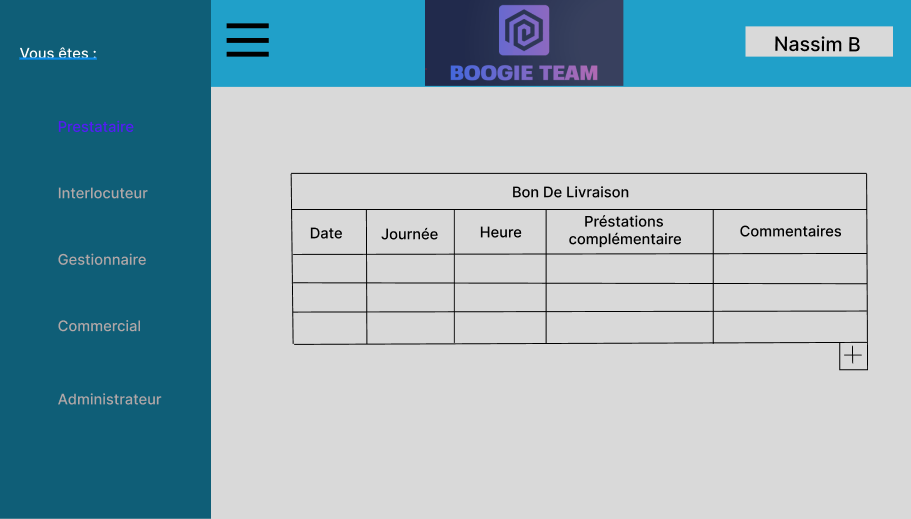 Vous êtes :
Prestataire
Interlocuteur
Gestionnaire
Commercial
Administrateur
BOOGIE TEAM
Nassim B
Bon De Livraison
Date
Journée
Heure
Préstations
complémentaire
Commentaires
+